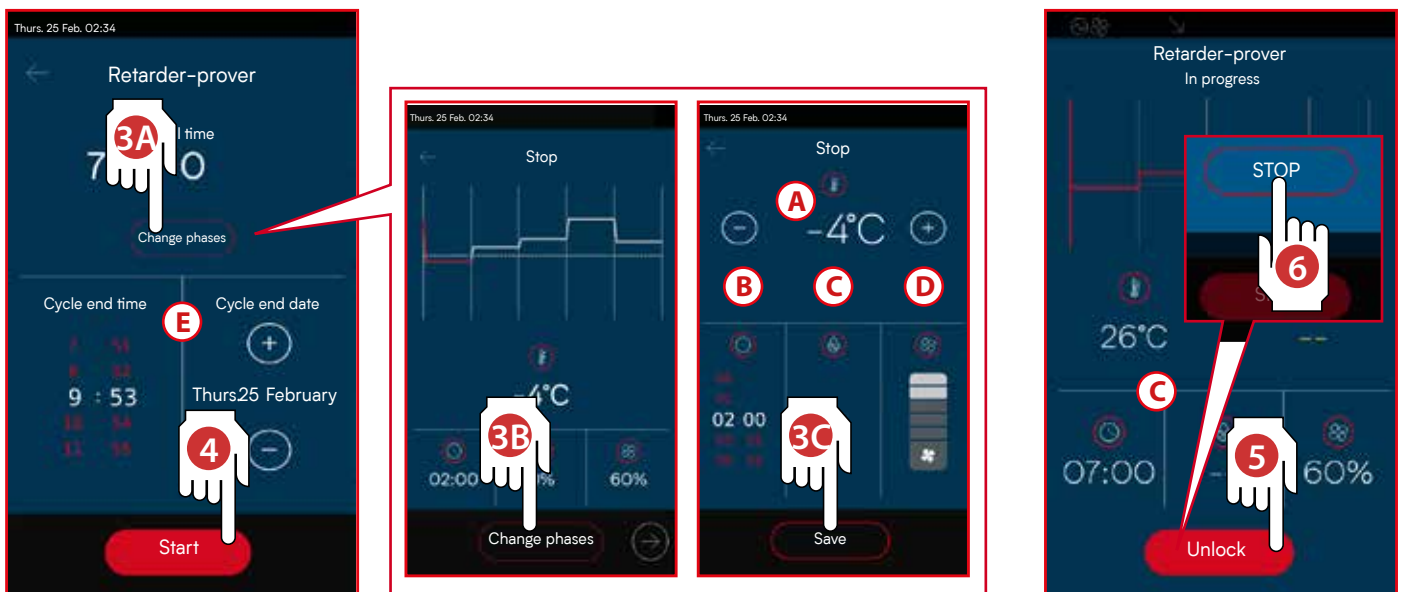 Thurs. 25 Feb. 02:34
Retarder-prover
3A
l time
7 0
Change phases
Cycle end time
E
Cycle end date
9 : 53
Thurs.25 February
4
Start
Thurs. 25 Feb. 02:34
Stop
-4°C
3B
02:00
%
60%
Change phases
Thurs. 25 Feb. 02:34
Stop
A
-4°C
B
C
D
02 00
3C
Save
Retarder-prover
In progress
STOP
6
26°C
--
C
07:00
5
60%
Unlock